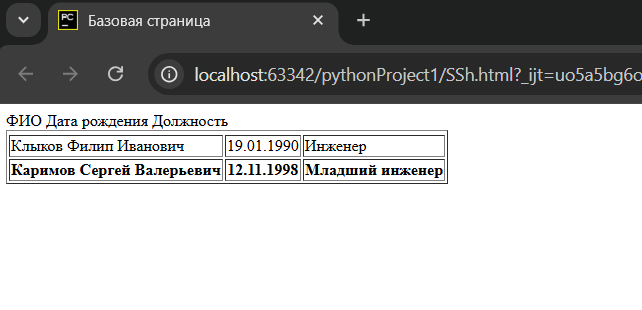 PC
Базовая страница
localhost:63342/pythonProject1/SSh.html?_ijt=uo5a5bg6o
ФИО Дата рождения Должность
Клыков Филип Иванович 19.01.1990 Инженер
Каримов Сергей Валерьевич 12.11.1998 Младший инженер